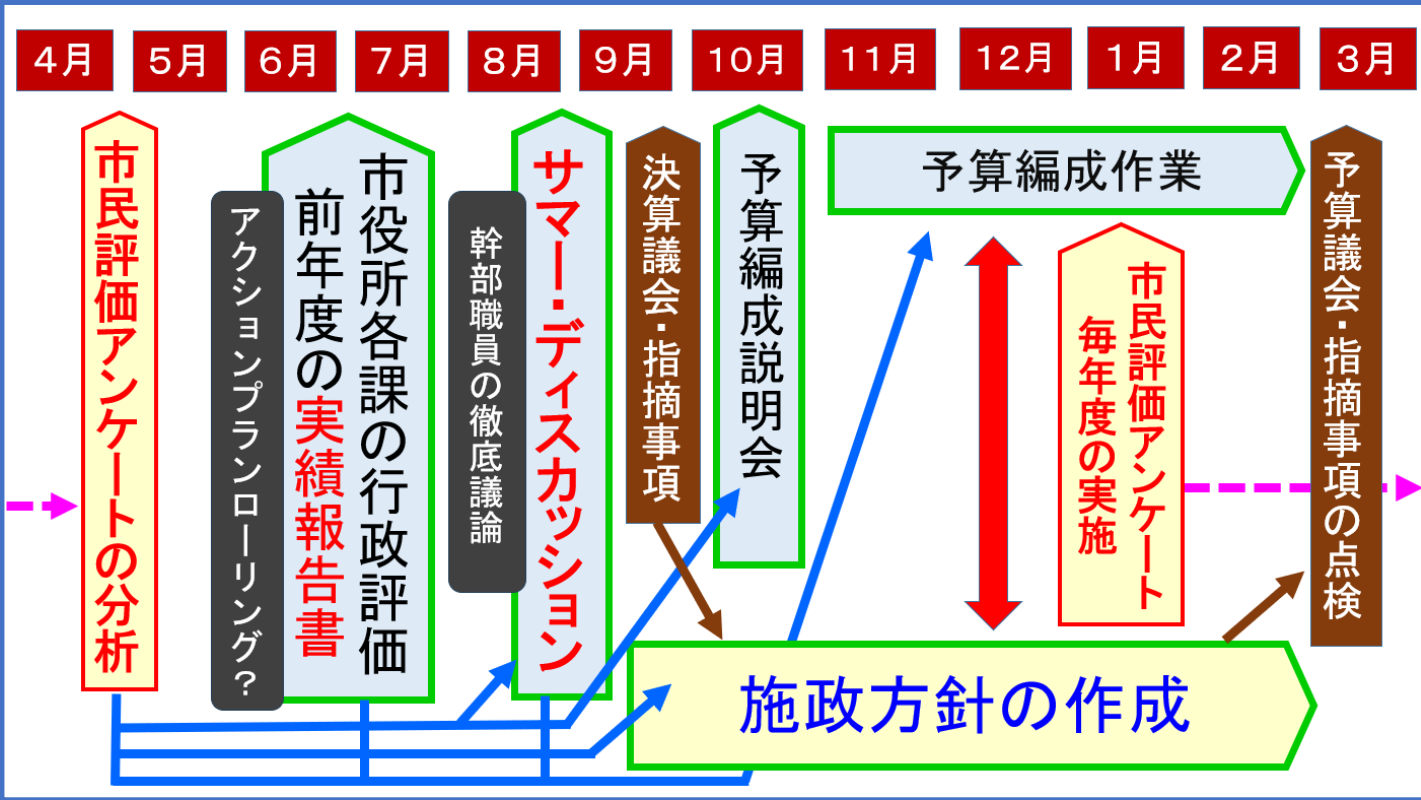 4月
5月
6月
7月
8月
9月
10月
11月
12月
1月
2月
3月
市民評価アンケートの分析
アクションプランローリング？
市役所各課の行政評価
前年度の実績報告書
幹部職員の徹底議論
サマー・ディスカッション
決算議会・指摘事項
予算編成説明会
予算編成作業
市民評価アンケート
毎年度の実施
予算議会・指摘事項の点検
施政方針の作成